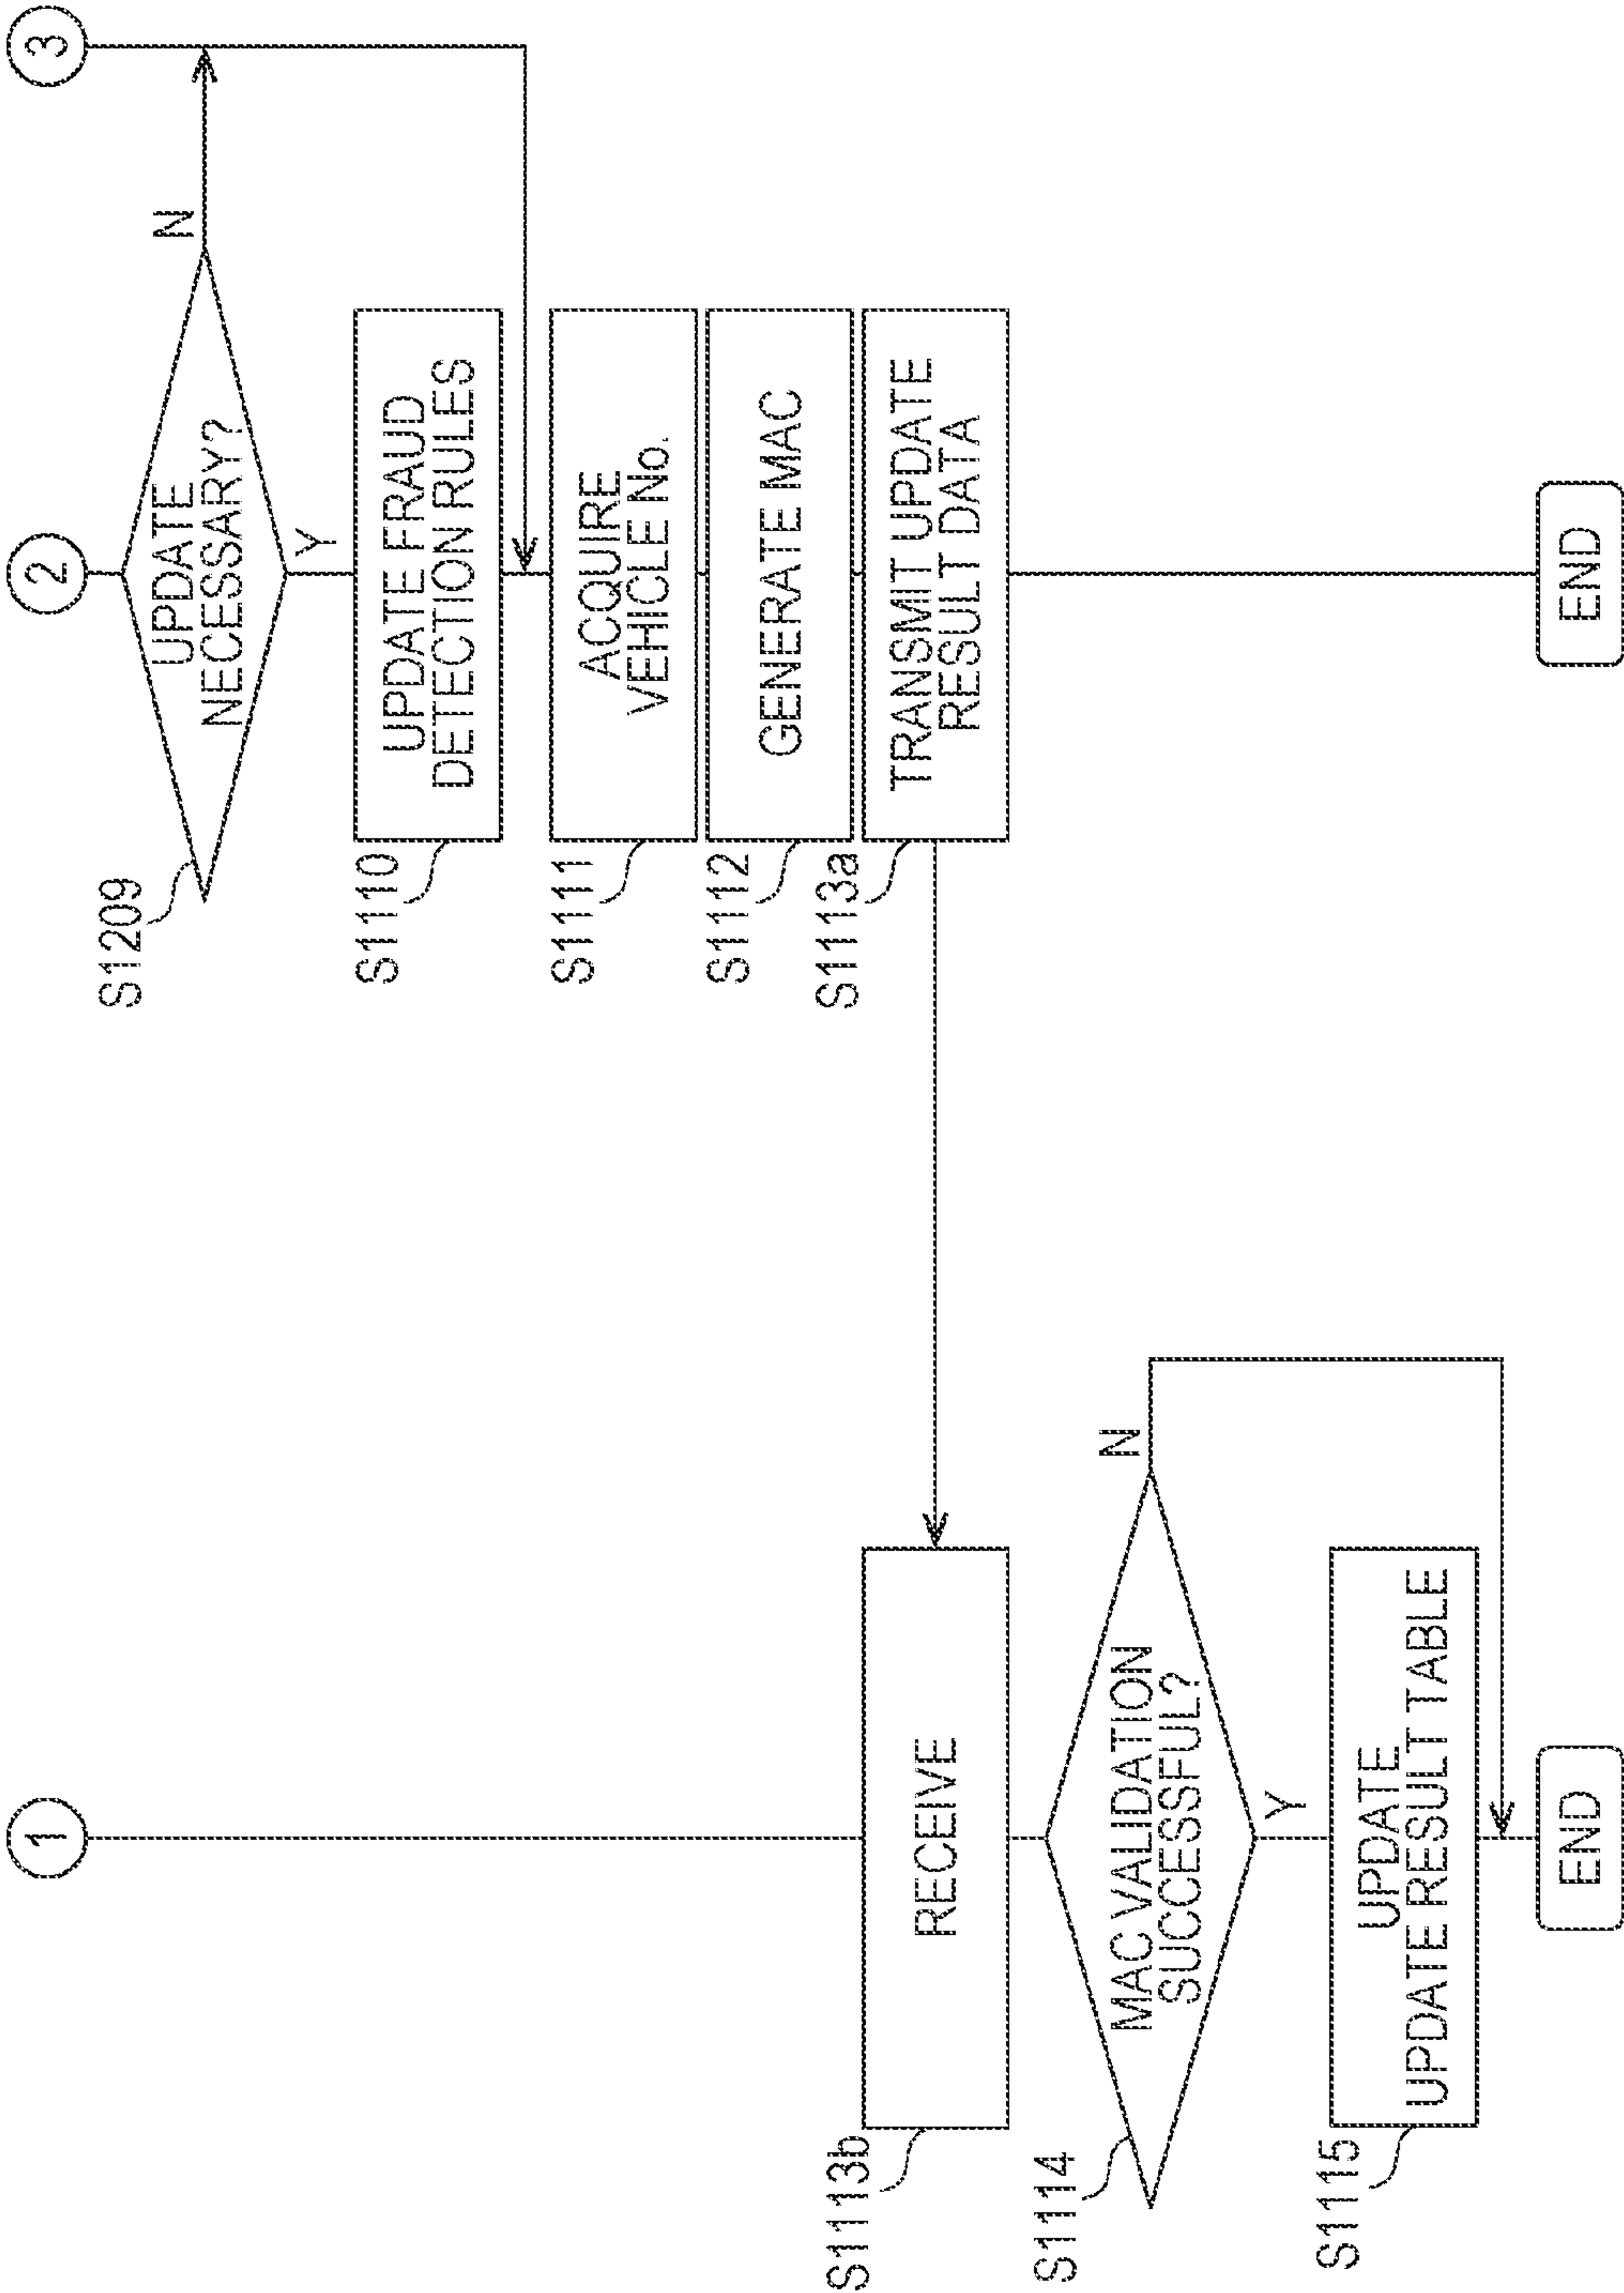 1
2
3
S1209
UPDATE
NECESSARY?
N
Y
S1110
UPDATE FRAUD
DETECTION RULES
S1111
ACQUIRE
VEHICLE No.
S1112
GENERATE MAC
S1113a
TRANSMIT UPDATE
RESULT DATA
S1113b
RECEIVE
S1114
MAC VALIDATION
SUCCESSFUL?
N
Y
S1115
UPDATE
UPDATE RESULT TABLE
END
END